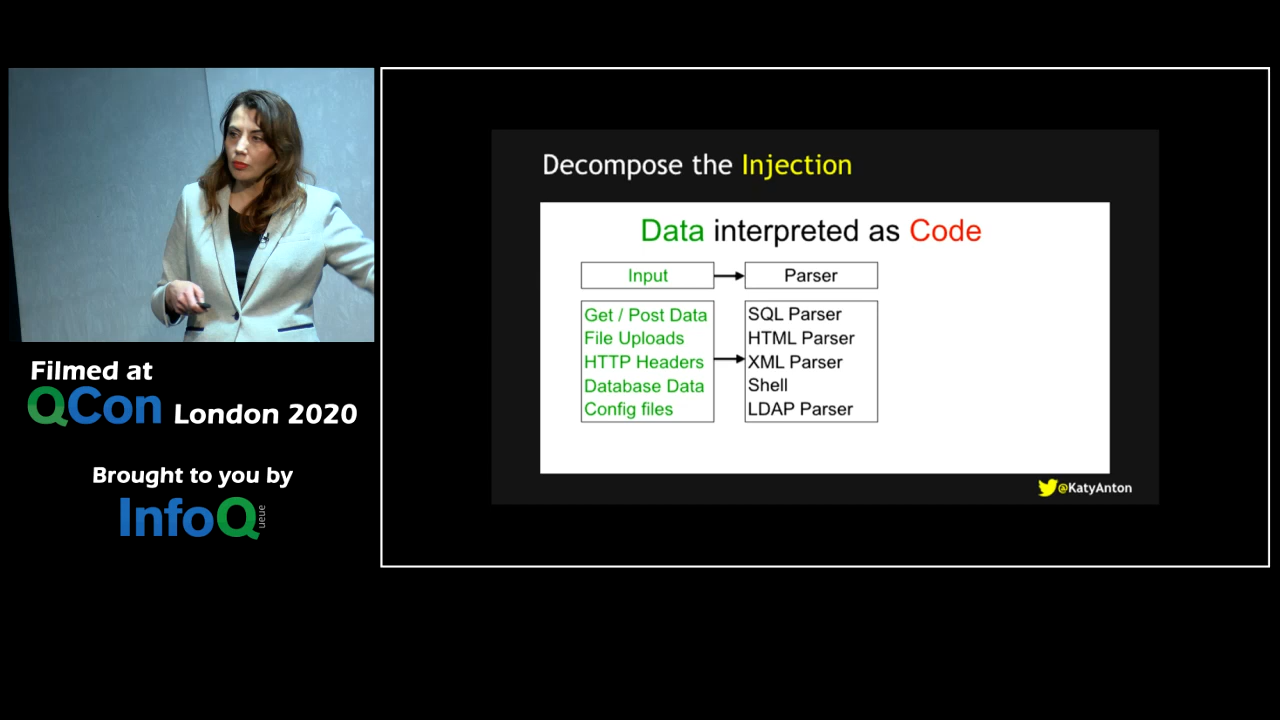 Decompose the Injection
Data interpreted as Code
Input
Parser
Get / Post Data
File Uploads
HTTP Headers
Database Data
Config files
SQL Parser
HTML Parser
XML Parser
Shell
LDAP Parser
@KatyAnton
Filmed at
QCon London 2020
Brought to you by
InfoQueue